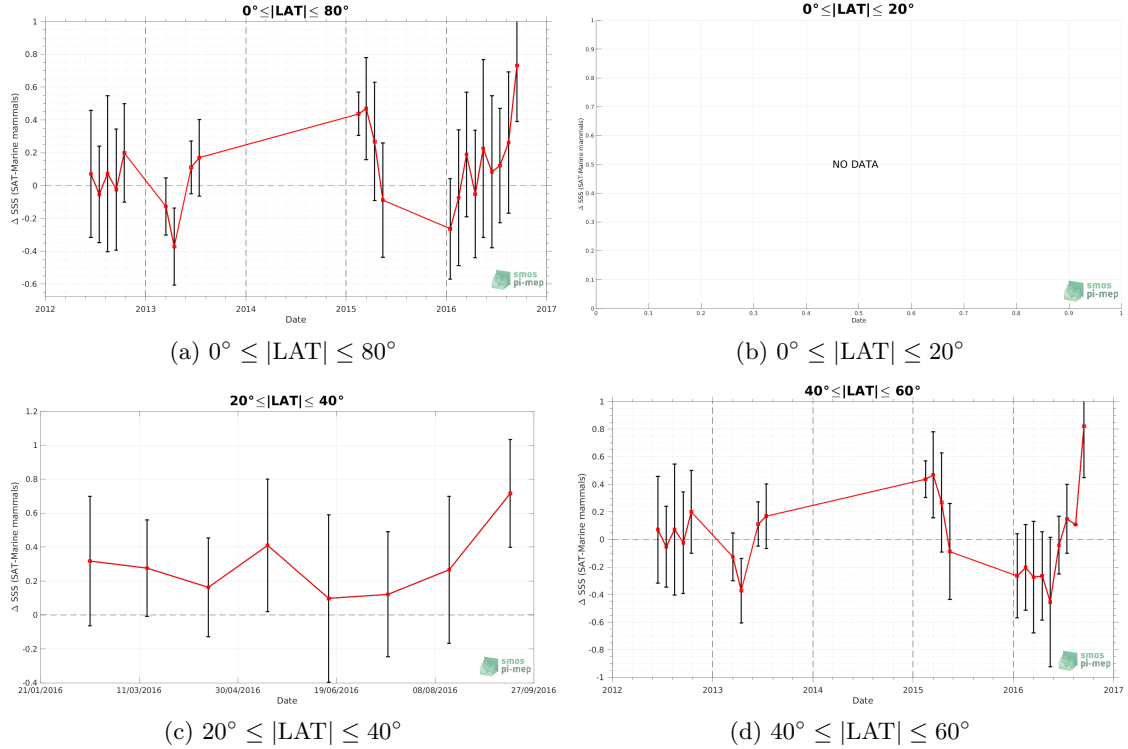 0°≤|LAT|≤ 80°
1
0.8
0.6
0.4
0.2
0
-0.2
-0.4
-0.6
Δ SSS (SAT-Marine mammals)
2012
2013
2014
2015
2016
2017
Date
smos
pi-mep
(a) 0° ≤ |LAT| ≤ 80°
0°≤|LAT|≤ 20°
1
0.9
0.8
0.7
0.6
0.5
0.4
0.3
0.2
0.1
0
Δ SSS (SAT-Marine mammals)
NO DATA
0
0.1
0.2
0.3
0.4
0.5
0.6
0.7
0.8
0.9
1
Date
smos
pi-mep
(b) 0° ≤ |LAT| ≤ 20°
20°≤|LAT|≤ 40°
1.2
1
0.8
0.6
0.4
0.2
0
-0.2
-0.4
Δ SSS (SAT-Marine mammals)
21/01/2016
11/03/2016
30/04/2016
19/06/2016
08/08/2016
27/09/2016
Date
smos
pi-mep
(c) 20° ≤ |LAT| ≤ 40°
40°≤|LAT|≤ 60°
1
0.8
0.6
0.4
0.2
0
-0.2
-0.4
-0.6
-0.8
-1
Δ SSS (SAT-Marine mammals)
2012
2013
2014
2015
2016
2017
Date
smos
pi-mep
(d) 40° ≤ |LAT| ≤ 60°